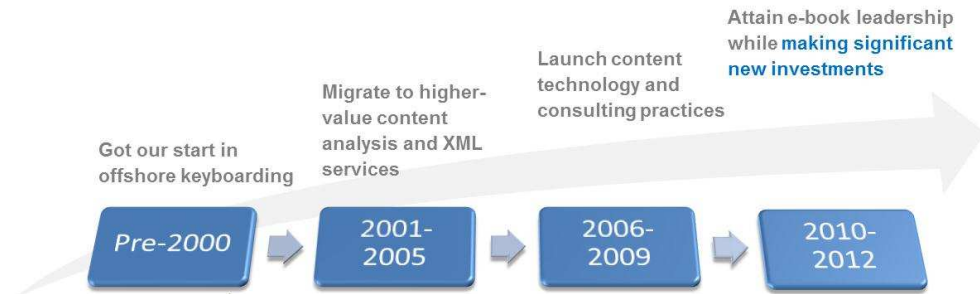 Got our start in
offshore keyboarding
Pre-2000
Migrate to higher-
value content
analysis and XML
services
2001-
2005
Launch content
technology and
consulting practices
2006-
2009
Attain e-book leadership
while making significant
new investments
2010-
2012